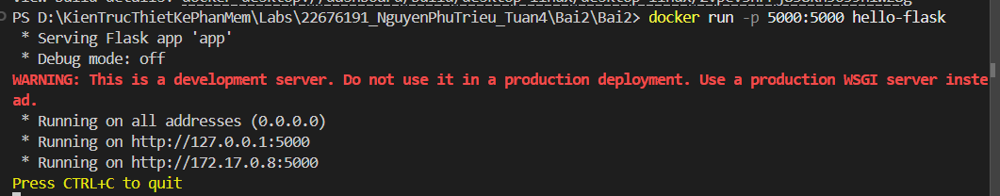 PS D:\KienTrucThietKePhanMem\Labs\22676191_NguyenPhuTrieu_Tuan4\Bai2\Bai2> docker run -p 5000:5000 hello-flask
 * Serving Flask app 'app'
 * Debug mode: off
WARNING: This is a development server. Do not use it in a production deployment. Use a production WSGI server inste
ad.
 * Running on all addresses (0.0.0.0)
 * Running on http://127.0.0.1:5000
 * Running on http://172.17.0.8:5000
Press CTRL+C to quit